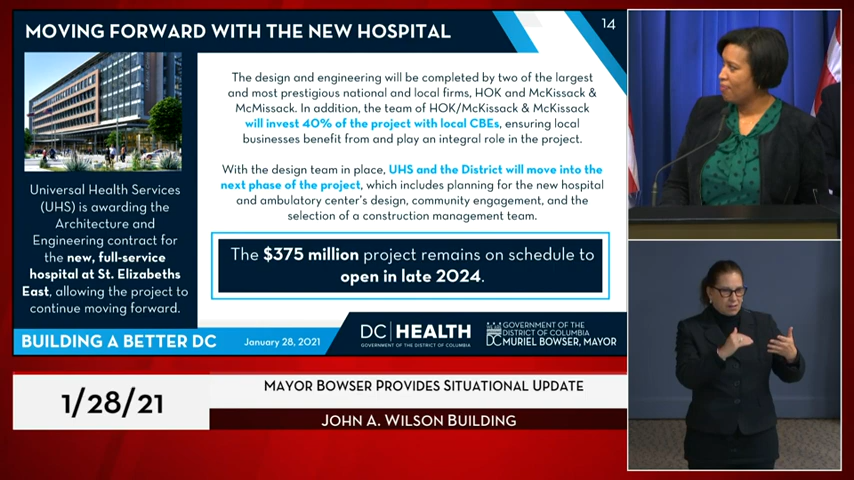 MOVING FORWARD WITH THE NEW HOSPITAL
14
The design and engineering will be completed by two of the largest
and most prestigious national and local firms, HOK and McKissack &
McMissack. In addition, the team of HOK/McKissack & McKissack
will invest 40% of the project with local CBEs, ensuring local
businesses benefit from and play an integral role in the project.
With the design team in place, UHS and the District will move into the
next phase of the project, which includes planning for the new hospital
and ambulatory center's design, community engagement, and the
selection of a construction management team.
Universal Health Services
(UHS) is awarding the
Architecture and
Engineering contract for
the new, full-service
hospital at St. Elizabeths
East, allowing the project to
continue moving forward.
The $375 million project remains on schedule to
open in late 2024.
BUILDING A BETTER DC
January 28, 2021
DC HEALTH
GOVERNMENT OF THE DISTRICT OF COLUMBIA
GOVERNMENT OF THE
DISTRICT OF COLUMBIA
DC MURIEL BOWSER, MAYOR
1/28/21
MAYOR BOWSER PROVIDES SITUATIONAL UPDATE
JOHN A. WILSON BUILDING